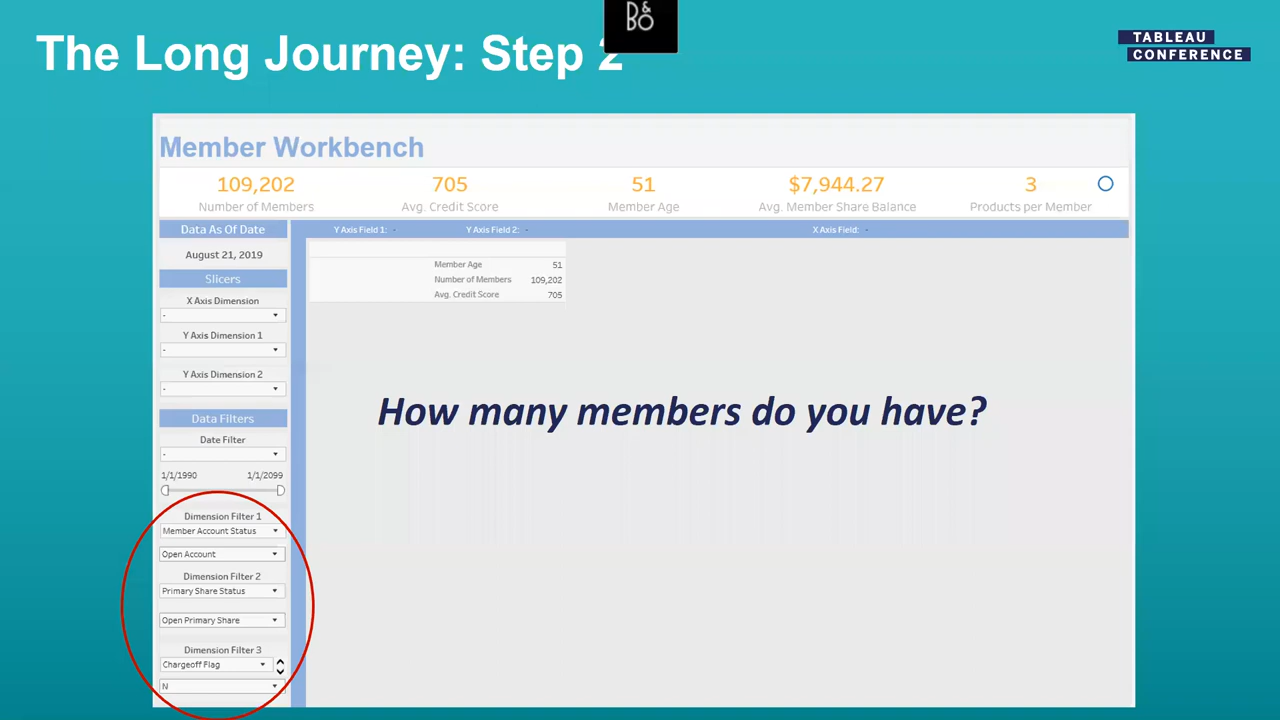 D&
BO
The Long Journey: Step 2
TABLEAU
CONFERENCE
Member Workbench
109,202
705
51
$7,944.27
3
Number of Members
Avg. Credit Score
Member Age
Avg. Member Share Balance
Products per Member
Data As Of Date
Y Axis Field 1: -
Y Axis Field 2: -
X Axis Field: -
August 21, 2019
Member Age 51
Number of Members 109,202
Avg. Credit Score 705
Slicers
X Axis Dimension
-
Y Axis Dimension 1
-
Y Axis Dimension 2
-
How many members do you have?
Data Filters
Date Filter
-
1/1/1990 1/1/2099
Dimension Filter 1
Member Account Status
Open Account
Dimension Filter 2
Primary Share Status
Open Primary Share
Dimension Filter 3
Chargeoff Flag
N